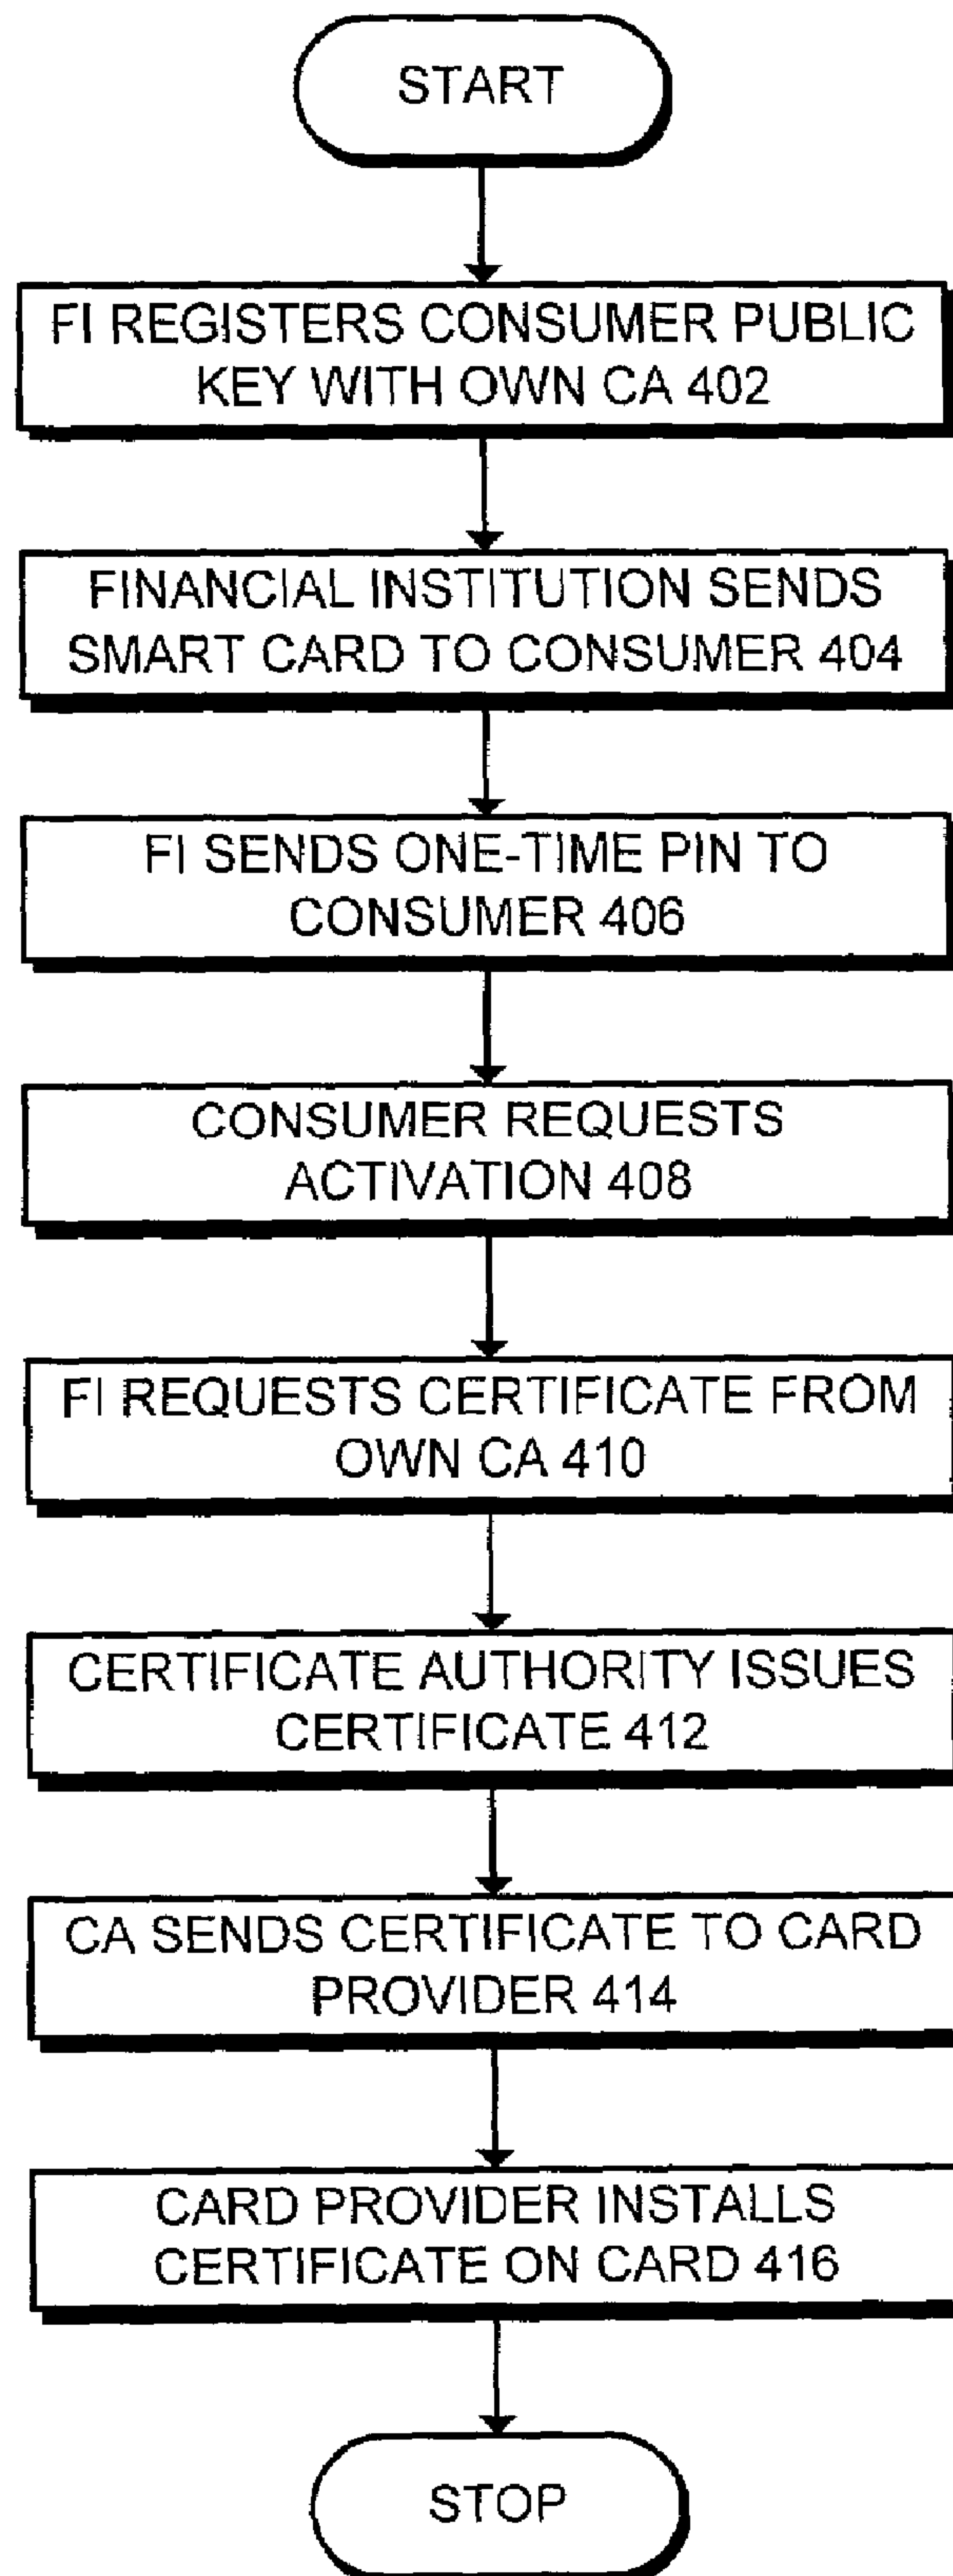 START
FI REGISTERS CONSUMER PUBLIC
KEY WITH OWN CA 402
FINANCIAL INSTITUTION SENDS
SMART CARD TO CONSUMER 404
FI SENDS ONE-TIME PIN TO
CONSUMER 406
CONSUMER REQUESTS
ACTIVATION 408
FI REQUESTS CERTIFICATE FROM
OWN CA 410
CERTIFICATE AUTHORITY ISSUES
CERTIFICATE 412
CA SENDS CERTIFICATE TO CARD
PROVIDER 414
CARD PROVIDER INSTALLS
CERTIFICATE ON CARD 416
STOP